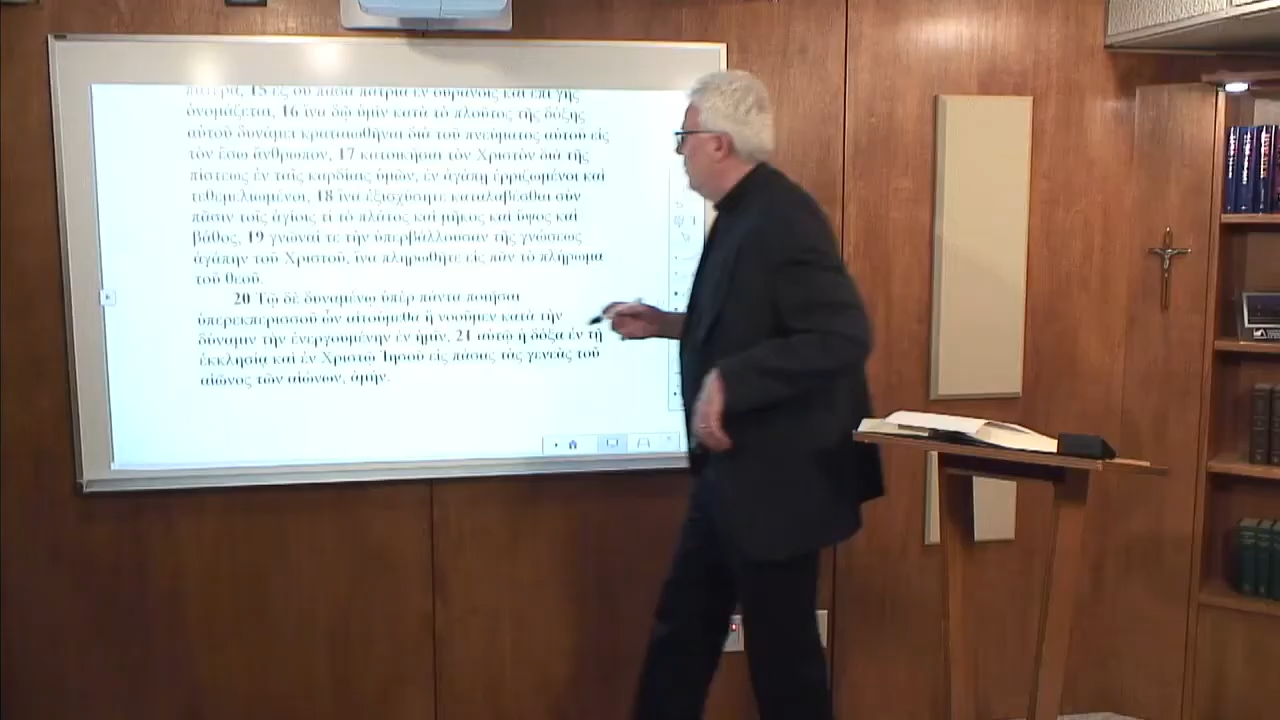 πατέρα, 15 ἐξ οὗ πᾶσα πατριὰ ἐν οὐρανοῖς καὶ ἐπὶ γῆς
ὀνομάζεται, 16 ἵνα δῷ ὑμῖν κατὰ τὸ πλοῦτος τῆς δόξης
αὐτοῦ δυνάμει κραταιωθῆναι διὰ τοῦ πνεύματος αὐτοῦ εἰς
τὸν ἔσω ἄνθρωπον, 17 κατοικῆσαι τὸν Χριστὸν διὰ τῆς
πίστεως ἐν ταῖς καρδίαις ὑμῶν, ἐν ἀγάπῃ ἐρριζωμένοι καὶ
τεθεμελιωμένοι, 18 ἵνα ἐξισχύσητε καταλαβέσθαι σὺν
πᾶσιν τοῖς ἁγίοις τί τὸ πλάτος καὶ μῆκος καὶ ὕψος καὶ
βάθος, 19 γνῶναί τε τὴν ὑπερβάλλουσαν τῆς γνώσεως
ἀγάπην τοῦ Χριστοῦ, ἵνα πληρωθῆτε εἰς πᾶν τὸ πλήρωμα
τοῦ θεοῦ.
20 Τῷ δὲ δυναμένῳ ὑπὲρ πάντα ποιῆσαι
ὑπερεκπερισσοῦ ὧν αἰτούμεθα ἢ νοοῦμεν κατὰ τὴν
δύναμιν τὴν ἐνεργουμένην ἐν ἡμῖν, 21 αὐτῷ ἡ δόξα ἐν τῇ
ἐκκλησίᾳ καὶ ἐν Χριστῷ Ἰησοῦ εἰς πάσας τὰς γενεὰς τοῦ
αἰῶνος τῶν αἰώνων, ἀμήν.